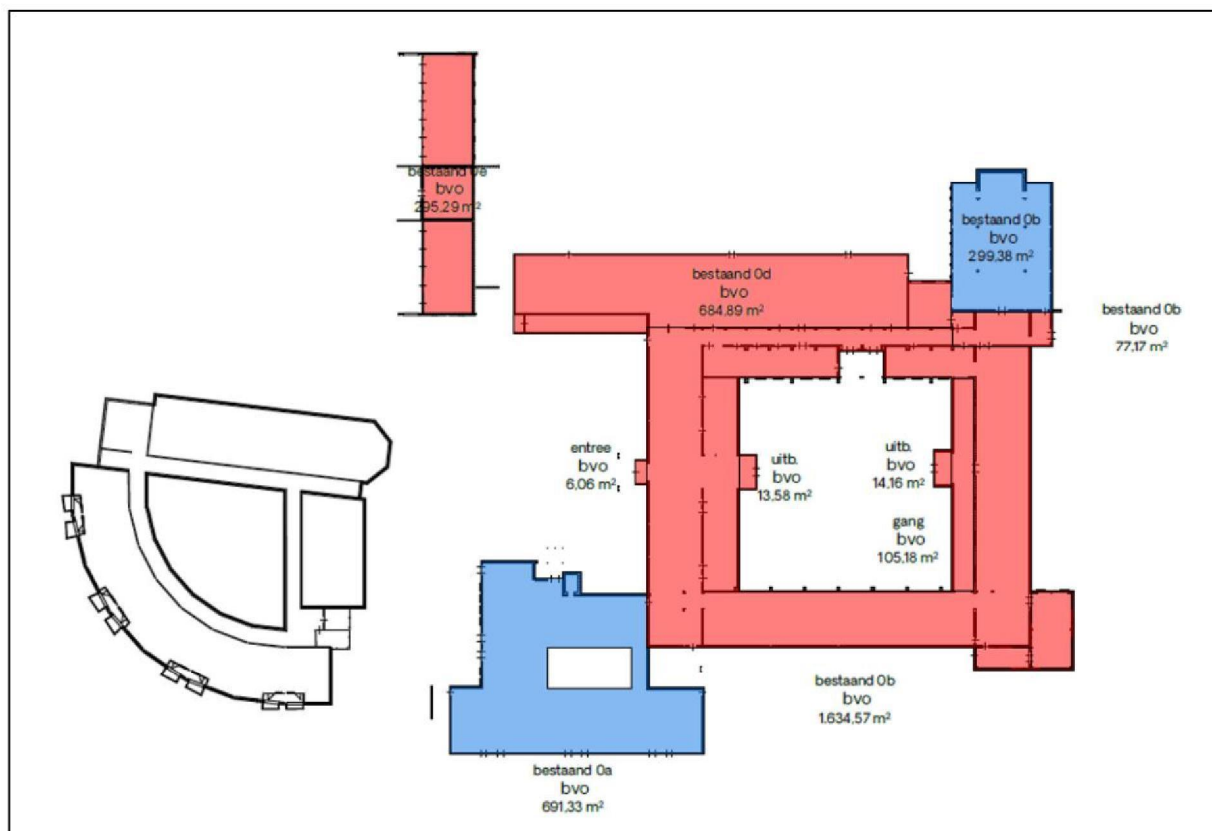 bestaand 0e
bvo
295,29 m²
bestaand 0d
bvo
684,89 m²
bestaand 0b
bvo
299,38 m²
bestaand 0b
bvo
77,17 m²
entree
bvo
6,06 m²
uitb.
bvo
13,58 m²
uitb.
bvo
14,16 m²
gang
bvo
105,18 m²
bestaand 0b
bvo
1.634,57 m²
bestaand 0a
bvo
691,33 m²